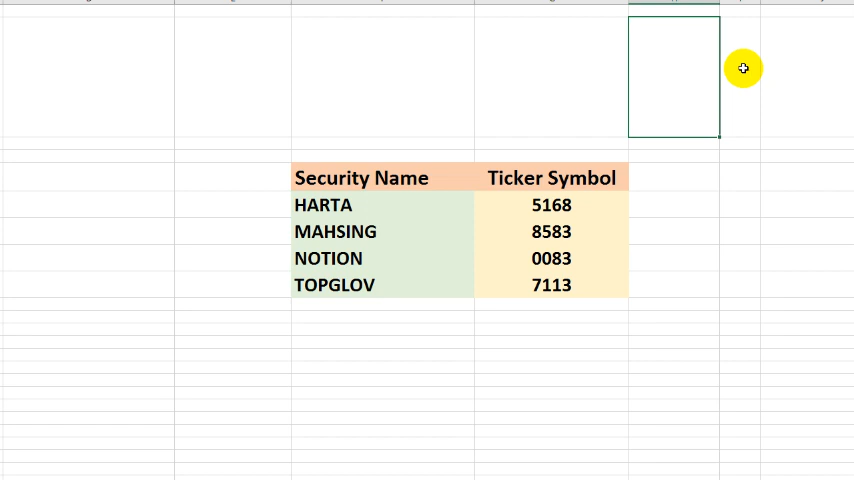 Security Name Ticker Symbol
HARTA 5168
MAHSING 8583
NOTION 0083
TOPGLOV 7113